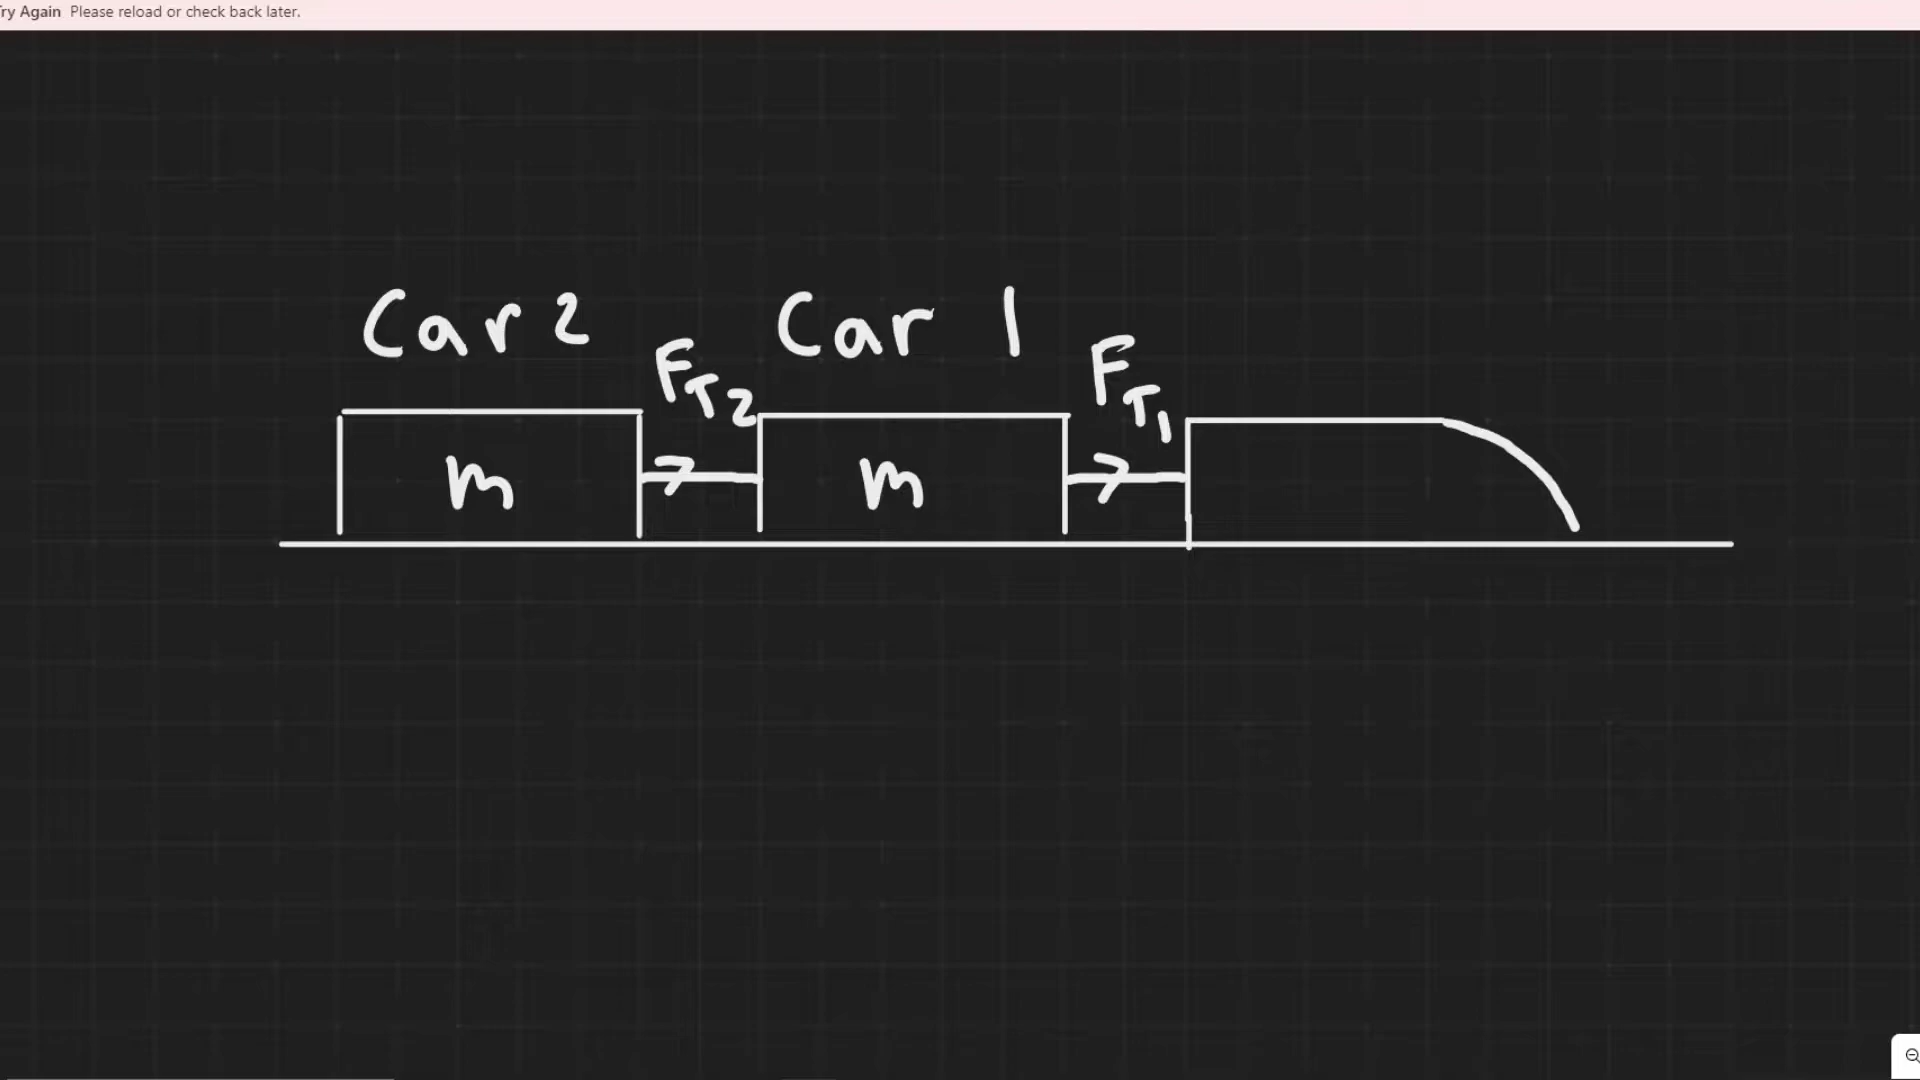 Try Again Please reload or check back later.
Car 2
Car 1
FT2
FT1
m
m